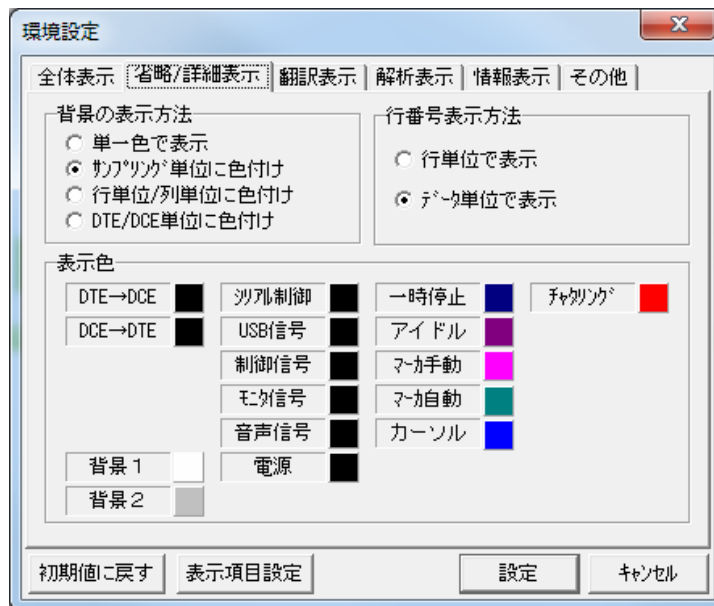 環境設定
全体表示 省略/詳細表示 翻訳表示 解析表示 情報表示 その他
背景の表示方法
単一色で表示
ｻﾝﾌﾟﾘﾝｸﾞ単位に色付け
行単位/列単位に色付け
DTE/DCE単位に色付け
行番号表示方法
行単位で表示
ﾃﾞｰﾀ単位で表示
表示色
DTE→DCE ｼﾘｱﾙ制御 一時停止 ﾁｬﾀﾘﾝｸﾞ
DCE→DTE USB信号 アイドル
制御信号 ﾏｰｶ手動
ﾓﾆﾀ信号 ﾏｰｶ自動
音声信号 カーソル
背景１ 電源
背景２
初期値に戻す 表示項目設定 設定 ｷｬﾝｾﾙ